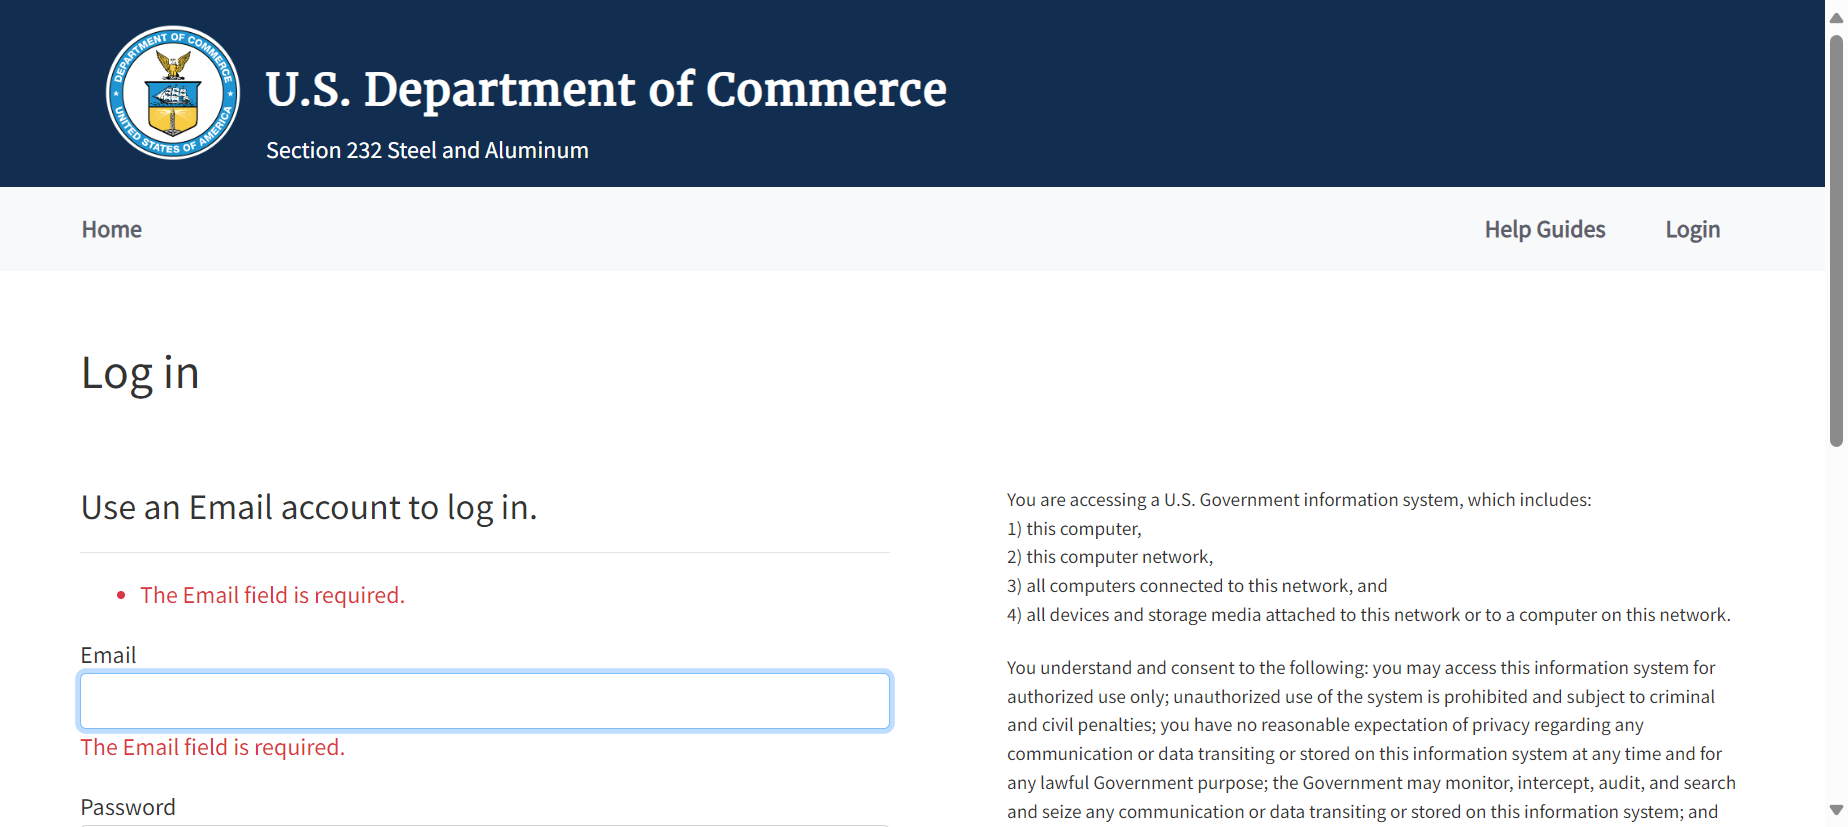 DEPARTMENT OF COMMERCE
UNITED STATES OF AMERICA
U.S. Department of Commerce
Section 232 Steel and Aluminum
Home
Help Guides
Login
Log in
Use an Email account to log in.
The Email field is required.
Email
The Email field is required.
Password
You are accessing a U.S. Government information system, which includes:
1) this computer,
2) this computer network,
3) all computers connected to this network, and
4) all devices and storage media attached to this network or to a computer on this network.
You understand and consent to the following: you may access this information system for
authorized use only; unauthorized use of the system is prohibited and subject to criminal
and civil penalties; you have no reasonable expectation of privacy regarding any
communication or data transiting or stored on this information system at any time and for
any lawful Government purpose; the Government may monitor, intercept, audit, and search
and seize any communication or data transiting or stored on this information system; and